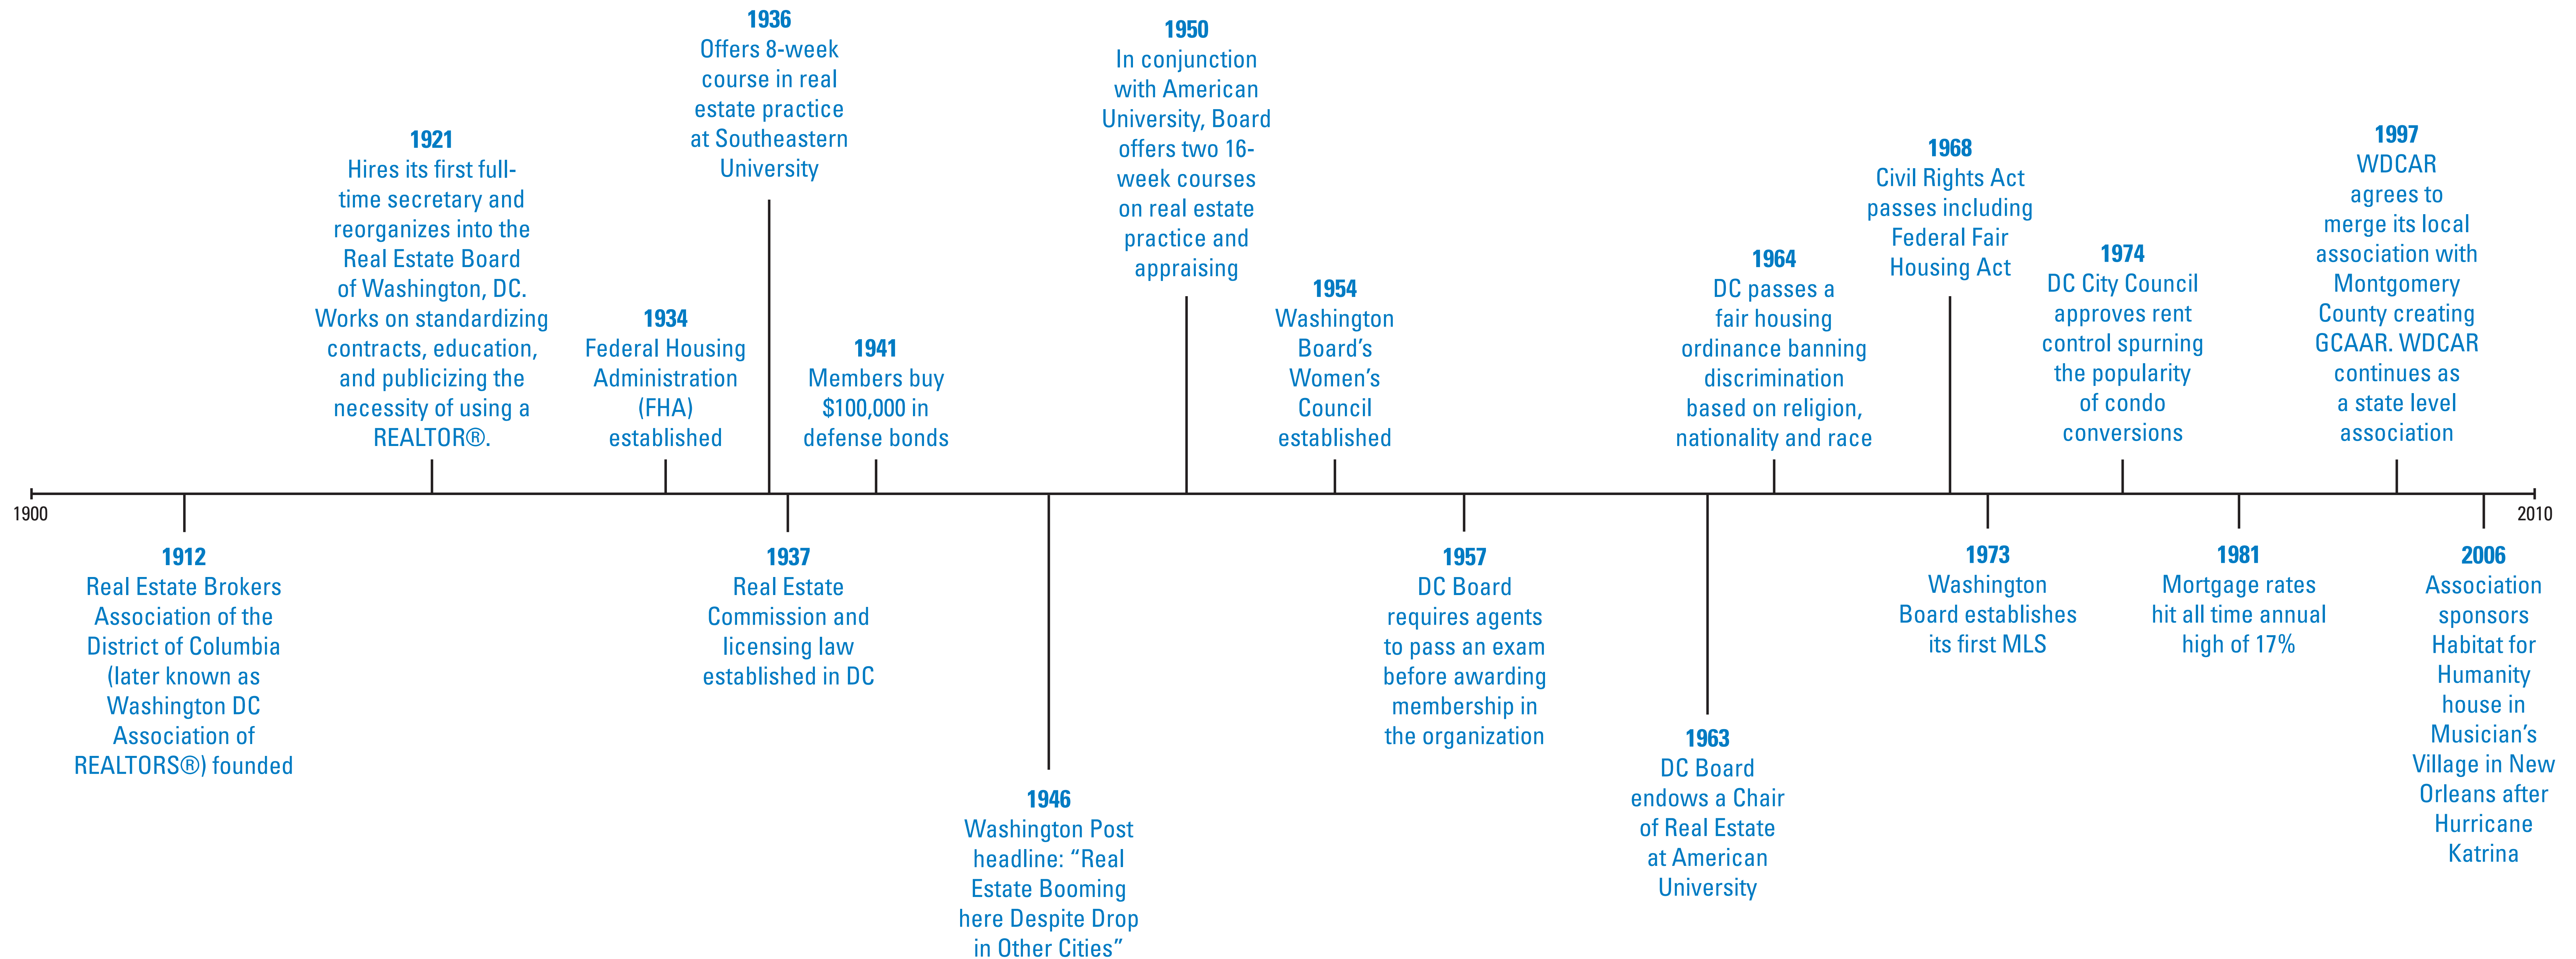 1936
Offers 8-week
course in real
estate practice
at Southeastern
University
1950
In conjunction
with American
University, Board
offers two 16-
week courses
on real estate
practice and
appraising
1921
Hires its first full-
time secretary and
reorganizes into the
Real Estate Board
of Washington, DC.
Works on standardizing
contracts, education,
and publicizing the
necessity of using a
REALTOR®.
1934
Federal Housing
Administration
(FHA)
established
1941
Members buy
$100,000 in
defense bonds
1954
Washington
Board’s
Women’s
Council
established
1964
DC passes a
fair housing
ordinance banning
discrimination
based on religion,
nationality and race
1968
Civil Rights Act
passes including
Federal Fair
Housing Act
1974
DC City Council
approves rent
control spurning
the popularity
of condo
conversions
1997
WDCAR
agrees to
merge its local
association with
Montgomery
County creating
GCAAR. WDCAR
continues as
a state level
association
1900
2010
1912
Real Estate Brokers
Association of the
District of Columbia
(later known as
Washington DC
Association of
REALTORS®) founded
1937
Real Estate
Commission and
licensing law
established in DC
1946
Washington Post
headline: “Real
Estate Booming
here Despite Drop
in Other Cities”
1957
DC Board
requires agents
to pass an exam
before awarding
membership in
the organization
1963
DC Board
endows a Chair
of Real Estate
at American
University
1973
Washington
Board establishes
its first MLS
1981
Mortgage rates
hit all time annual
high of 17%
2006
Association
sponsors
Habitat for
Humanity
house in
Musician’s
Village in New
Orleans after
Hurricane
Katrina